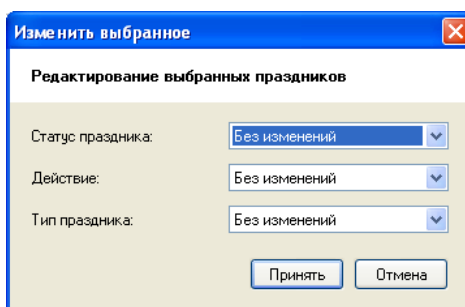 Изменить выбранное
Редактирование выбранных праздников
Статус праздника: Без изменений
Действие: Без изменений
Тип праздника: Без изменений
Принять Отмена